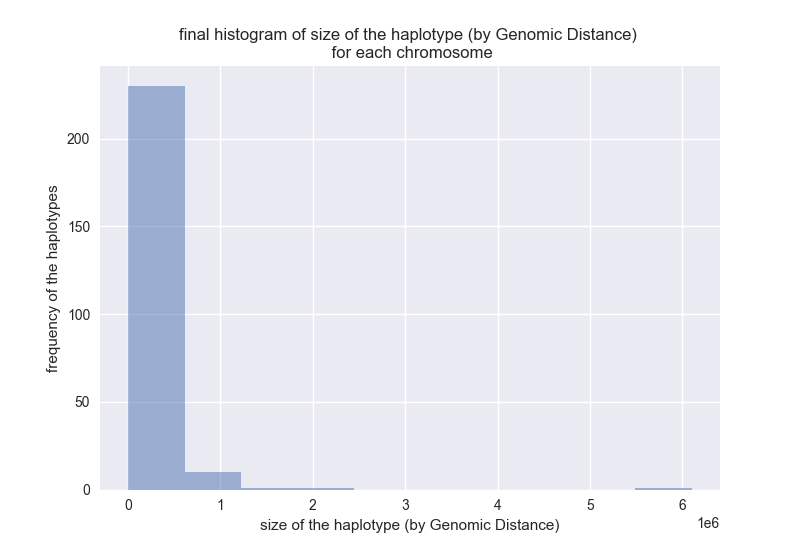 final histogram of size of the haplotype (by Genomic Distance)
for each chromosome
frequency of the haplotypes
200
150
100
50
0
0 1 2 3 4 5 6
1e6
size of the haplotype (by Genomic Distance)